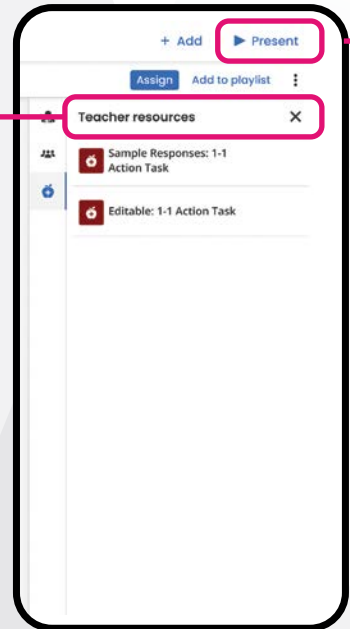 + Add
Present
Assign
Add to playlist
Teacher resources
Sample Responses: 1-1
Action Task
Editable: 1-1 Action Task